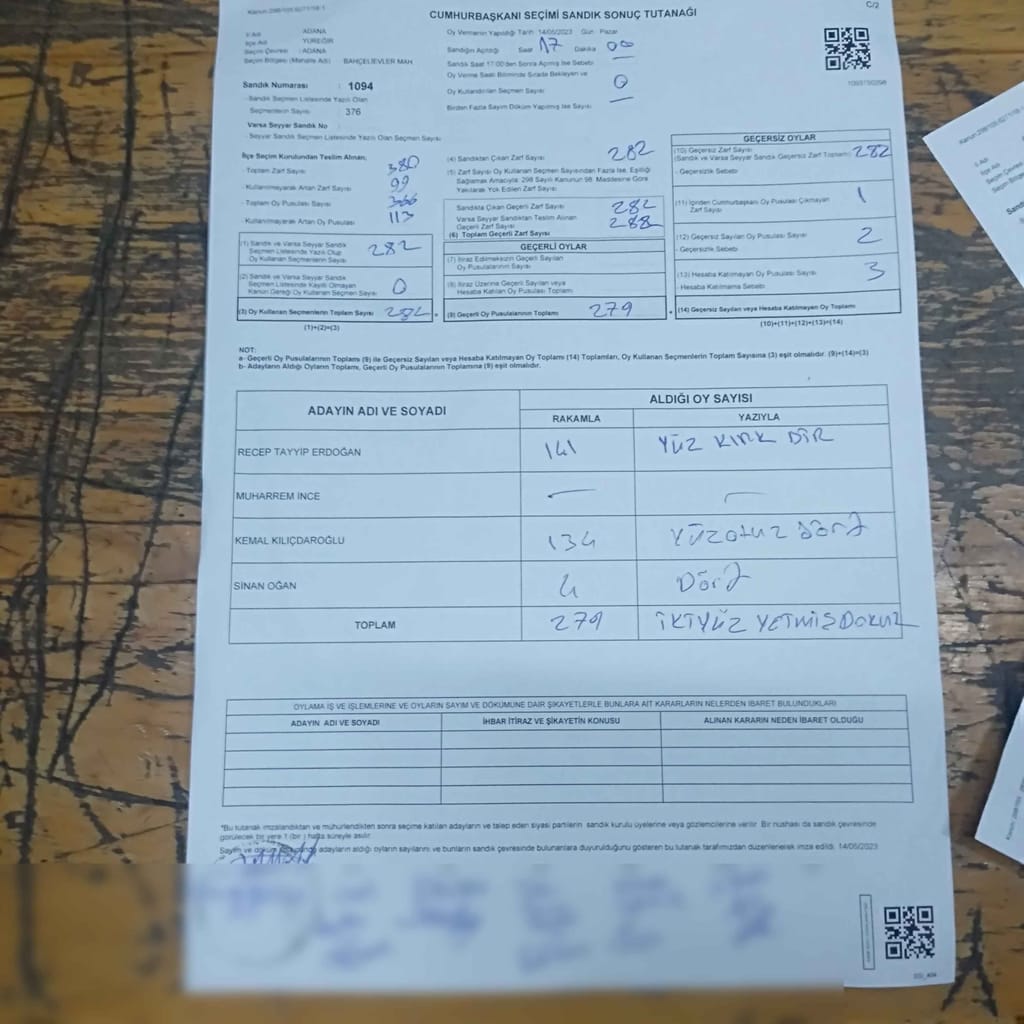 CUMHURBAŞKANI SEÇİMİ SANDIK SONUÇ TUTANAĞI
C/2
İl Adı : ADANA
İlçe Adı : YÜREĞİR
Seçim Çevresi : ADANA
Seçim Bölgesi (Mahalle Adı) BAHÇELİEVLER MAH.
Sandık Numarası : 1094
- Sandık Seçmen Listesinde Yazılı Olan
Seçmenlerin Sayısı : 376
Varsa Seyyar Sandık No
- Seyyar Sandık Seçmen Listesinde Yazılı Olan Seçmen Sayısı
Oy Vermenin Yapıldığı Tarih 14/05/2023 Gün Pazar
Sandığın Açıldığı Saat 17 Dakika 00
Sandık Saat 17:00'den Sonra Açılmış İse Sebebi
Oy Verme Saati Bitiminde Sırada Bekleyen ve
Oy Kullandırılan Seçmen Sayısı 0
Birden Fazla Sayım Döküm Yapılmış İse Sayısı
İlçe Seçim Kurulundan Teslim Alınan;
- Toplam Zarf Sayısı 380
- Kullanılmayarak Artan Zarf Sayısı 99
- Toplam Oy Pusulası Sayısı 366
- Kullanılmayarak Artan Oy Pusulası 113
(1) Sandık ve Varsa Seyyar Sandık
Seçmen Listesinde Yazılı Olup
Oy Kullanan Seçmenlerin Sayısı 282
(2) Sandık ve Varsa Seyyar Sandık
Seçmen Listesinde Kayıtlı Olmayan
Kanun Gereği Oy Kullanan Seçmen Sayısı 0
(3) Oy Kullanan Seçmenlerin Toplam Sayısı 282
(1)+(2)=(3)
(4) Sandıktan Çıkan Zarf Sayısı 282
(5) Zarf Sayısı Oy Kullanan Seçmen Sayısından Fazla İse, Eşitliği
Sağlamak Amacıyla; 298 Sayılı Kanunun 98. Maddesine Göre
Yakılarak Yok Edilen Zarf Sayısı
Sandıkta Çıkan Geçerli Zarf Sayısı 282
Varsa Seyyar Sandıktan Teslim Alınan
Geçerli Zarf Sayısı 288
(6) Toplam Geçerli Zarf Sayısı
GEÇERLİ OYLAR
(7) İtiraz Edilmeksizin Geçerli Sayılan
Oy Pusulalarının Sayısı
(8) İtiraz Üzerine Geçerli Sayılan veya
Hesaba Katılan Oy Pusulası Toplamı
(9) Geçerli Oy Pusulalarının Toplamı 279
GEÇERSİZ OYLAR
(10) Geçersiz Zarf Sayısı
(Sandık ve Varsa Seyyar Sandık Geçersiz Zarf Toplamı) 282
- Geçersizlik Sebebi
(11) İçinden Cumhurbaşkanı Oy Pusulası Çıkmayan
Zarf Sayısı 1
(12) Geçersiz Sayılan Oy Pusulası Sayısı 2
- Geçersizlik Sebebi
(13) Hesaba Katılmayan Oy Pusulası Sayısı 3
- Hesaba Katılmama Sebebi
(14) Geçersiz Sayılan veya Hesaba Katılmayan Oy Toplamı
(10)+(11)+(12)+(13)=(14)
NOT:
a- Geçerli Oy Pusulalarının Toplamı (9) ile Geçersiz Sayılan veya Hesaba Katılmayan Oy Toplamı (14) Toplamları, Oy Kullanan Seçmenlerin Toplam Sayısına (3) eşit olmalıdır. (9)+(14)=(3)
b- Adayların Aldığı Oyların Toplamı, Geçerli Oy Pusulalarının Toplamına (9) eşit olmalıdır.
ADAYIN ADI VE SOYADI ALDIĞI OY SAYISI
RAKAMLA YAZIYLA
RECEP TAYYİP ERDOĞAN 141 YÜZ KIRK BİR
MUHARREM İNCE — —
KEMAL KILIÇDAROĞLU 134 YÜZOTUZ DÖRT
SİNAN OĞAN 4 DÖRT
TOPLAM 279 İKİYÜZ YETMİŞ DOKUZ
OYLAMA İŞ VE İŞLEMLERİNE VE OYLARIN SAYIM VE DÖKÜMÜNE DAİR ŞİKAYETLERLE BUNLARA AİT KARARLARIN NELERDEN İBARET BULUNDUKLARI
ADAYIN ADI VE SOYADI İHBAR İTİRAZ VE ŞİKAYETİN KONUSU ALINAN KARARIN NEDEN İBARET OLDUĞU
*Bu tutanak imzalandıktan ve mühürlendikten sonra seçime katılan adayların ve talep eden siyasi partilerin sandık kurulu üyelerine veya gözlemcilerine verilir. Bir nüshası da sandık çevresinde
görülecek bir yere 1 (bir ) hafta süreyle asılır.
adayların aldığı oyların sayılarını ve bunların sandık çevresinde bulunanlara duyurulduğunu gösteren bu tutanak tarafımızdan düzenlenerek imza edildi. 14/05/2023